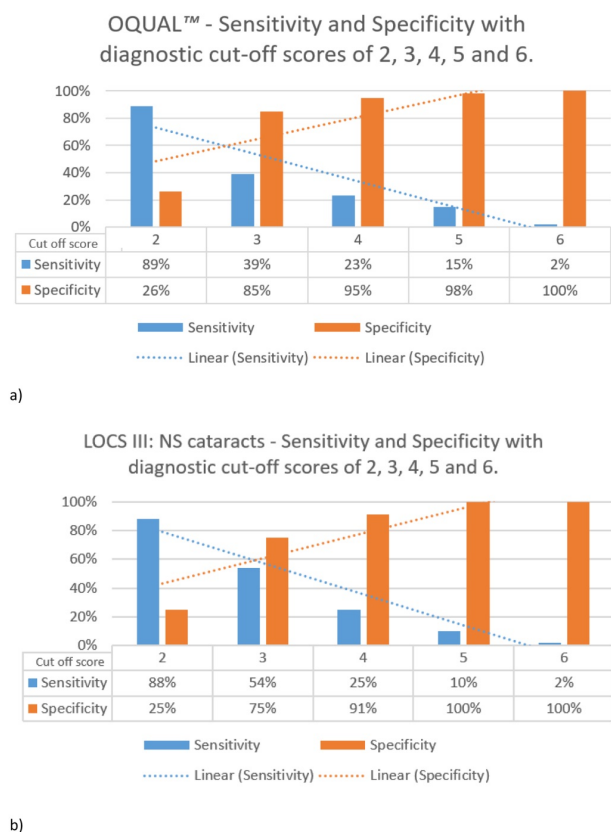 OQUAL™ - Sensitivity and Specificity with
diagnostic cut-off scores of 2, 3, 4, 5 and 6.
100%
80%
60%
40%
20%
0%
Cut off score 2 3 4 5 6
Sensitivity 89% 39% 23% 15% 2%
Specificity 26% 85% 95% 98% 100%
Sensitivity Specificity
Linear (Sensitivity) Linear (Specificity)
a)
LOCS III: NS cataracts - Sensitivity and Specificity with
diagnostic cut-off scores of 2, 3, 4, 5 and 6.
100%
80%
60%
40%
20%
0%
Cut off score 2 3 4 5 6
Sensitivity 88% 54% 25% 10% 2%
Specificity 25% 75% 91% 100% 100%
Sensitivity Specificity
Linear (Sensitivity) Linear (Specificity)
b)